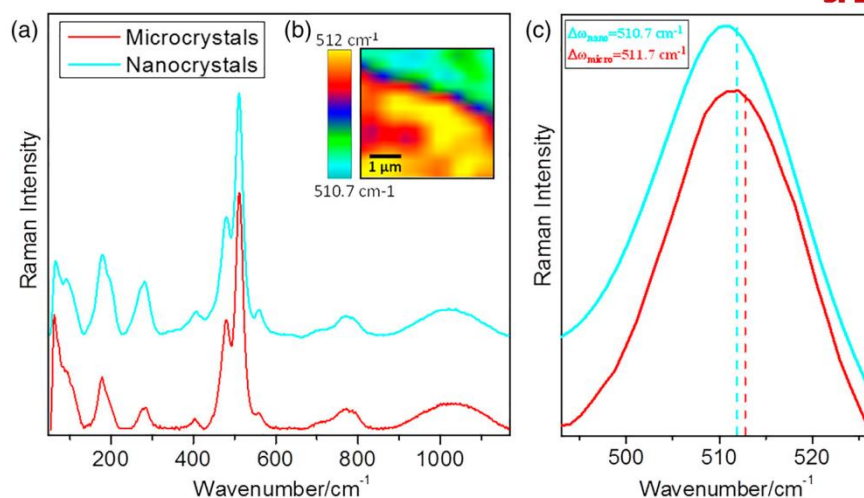 (a)
Microcrystals
Nanocrystals
Raman Intensity
200 400 600 800 1000
Wavenumber/cm⁻¹
(b)
512 cm⁻¹
1 µm
510.7 cm-1
(c)
Δω_nano=510.7 cm⁻¹
Δω_micro=511.7 cm⁻¹
Raman Intensity
500 510 520
Wavenumber/cm⁻¹